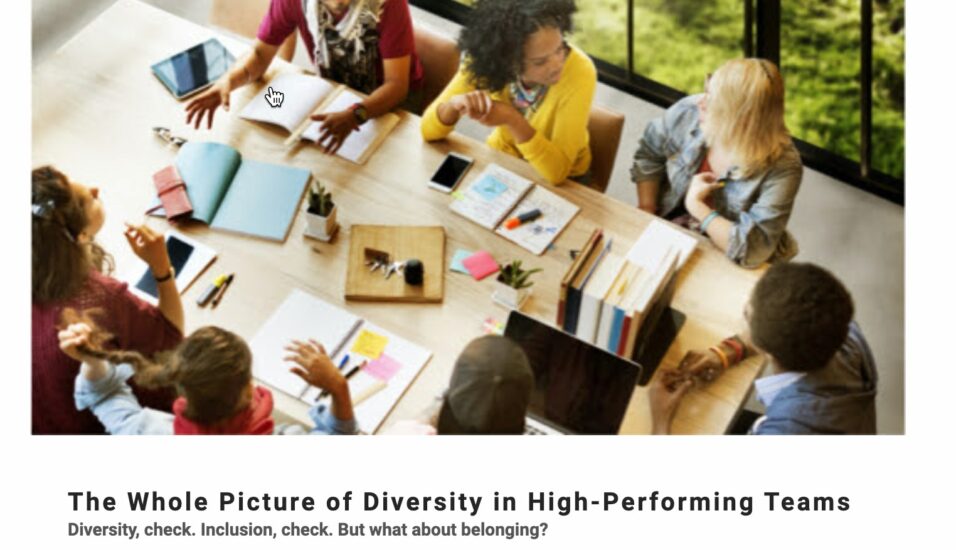 The Whole Picture of Diversity in High-Performing Teams
Diversity, check. Inclusion, check. But what about belonging?